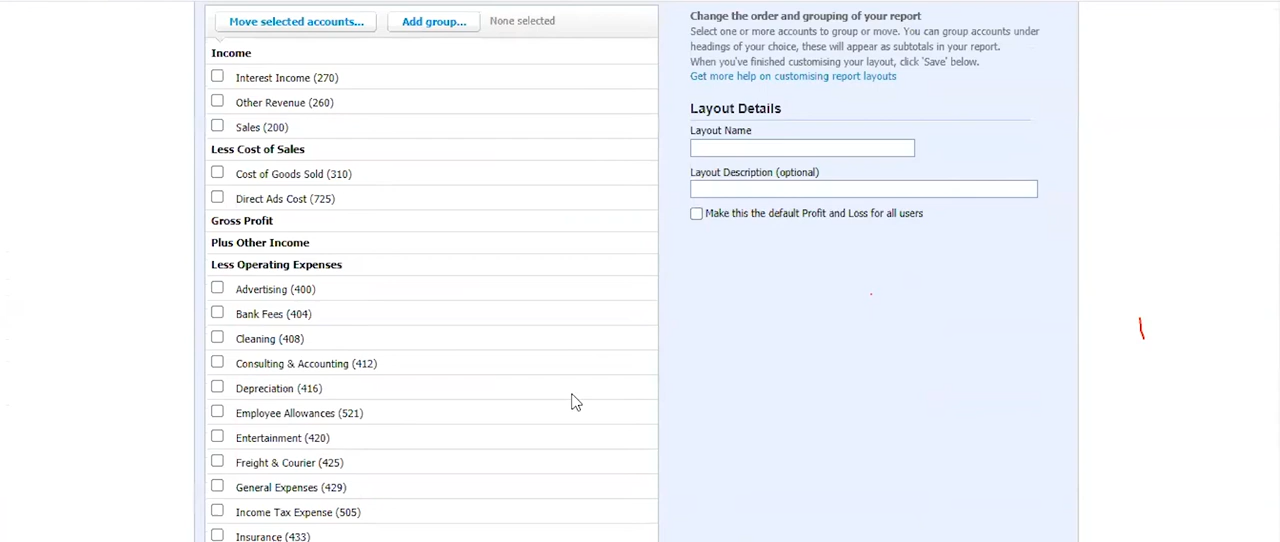 Move selected accounts... Add group... None selected
Income
Interest Income (270)
Other Revenue (260)
Sales (200)
Less Cost of Sales
Cost of Goods Sold (310)
Direct Ads Cost (725)
Gross Profit
Plus Other Income
Less Operating Expenses
Advertising (400)
Bank Fees (404)
Cleaning (408)
Consulting & Accounting (412)
Depreciation (416)
Employee Allowances (521)
Entertainment (420)
Freight & Courier (425)
General Expenses (429)
Income Tax Expense (505)
Insurance (433)
Change the order and grouping of your report
Select one or more accounts to group or move. You can group accounts under
headings of your choice, these will appear as subtotals in your report.
When you've finished customising your layout, click 'Save' below.
Get more help on customising report layouts
Layout Details
Layout Name
Layout Description (optional)
Make this the default Profit and Loss for all users